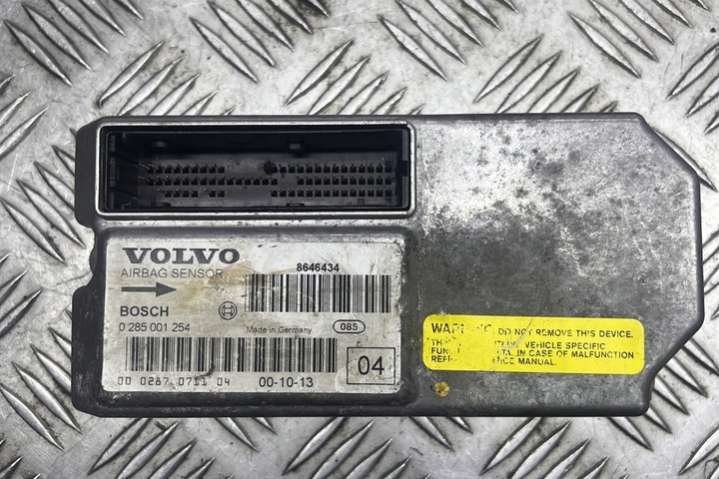 VOLVO
AIRBAG SENSOR
8646434
BOSCH
0 285 001 254
Made in Germany
085
00 0287 0711 04
00-10-13
04
DO NOT REMOVE THIS DEVICE.
VEHICLE SPECIFIC
IN CASE OF MALFUNCTION
MANUAL.